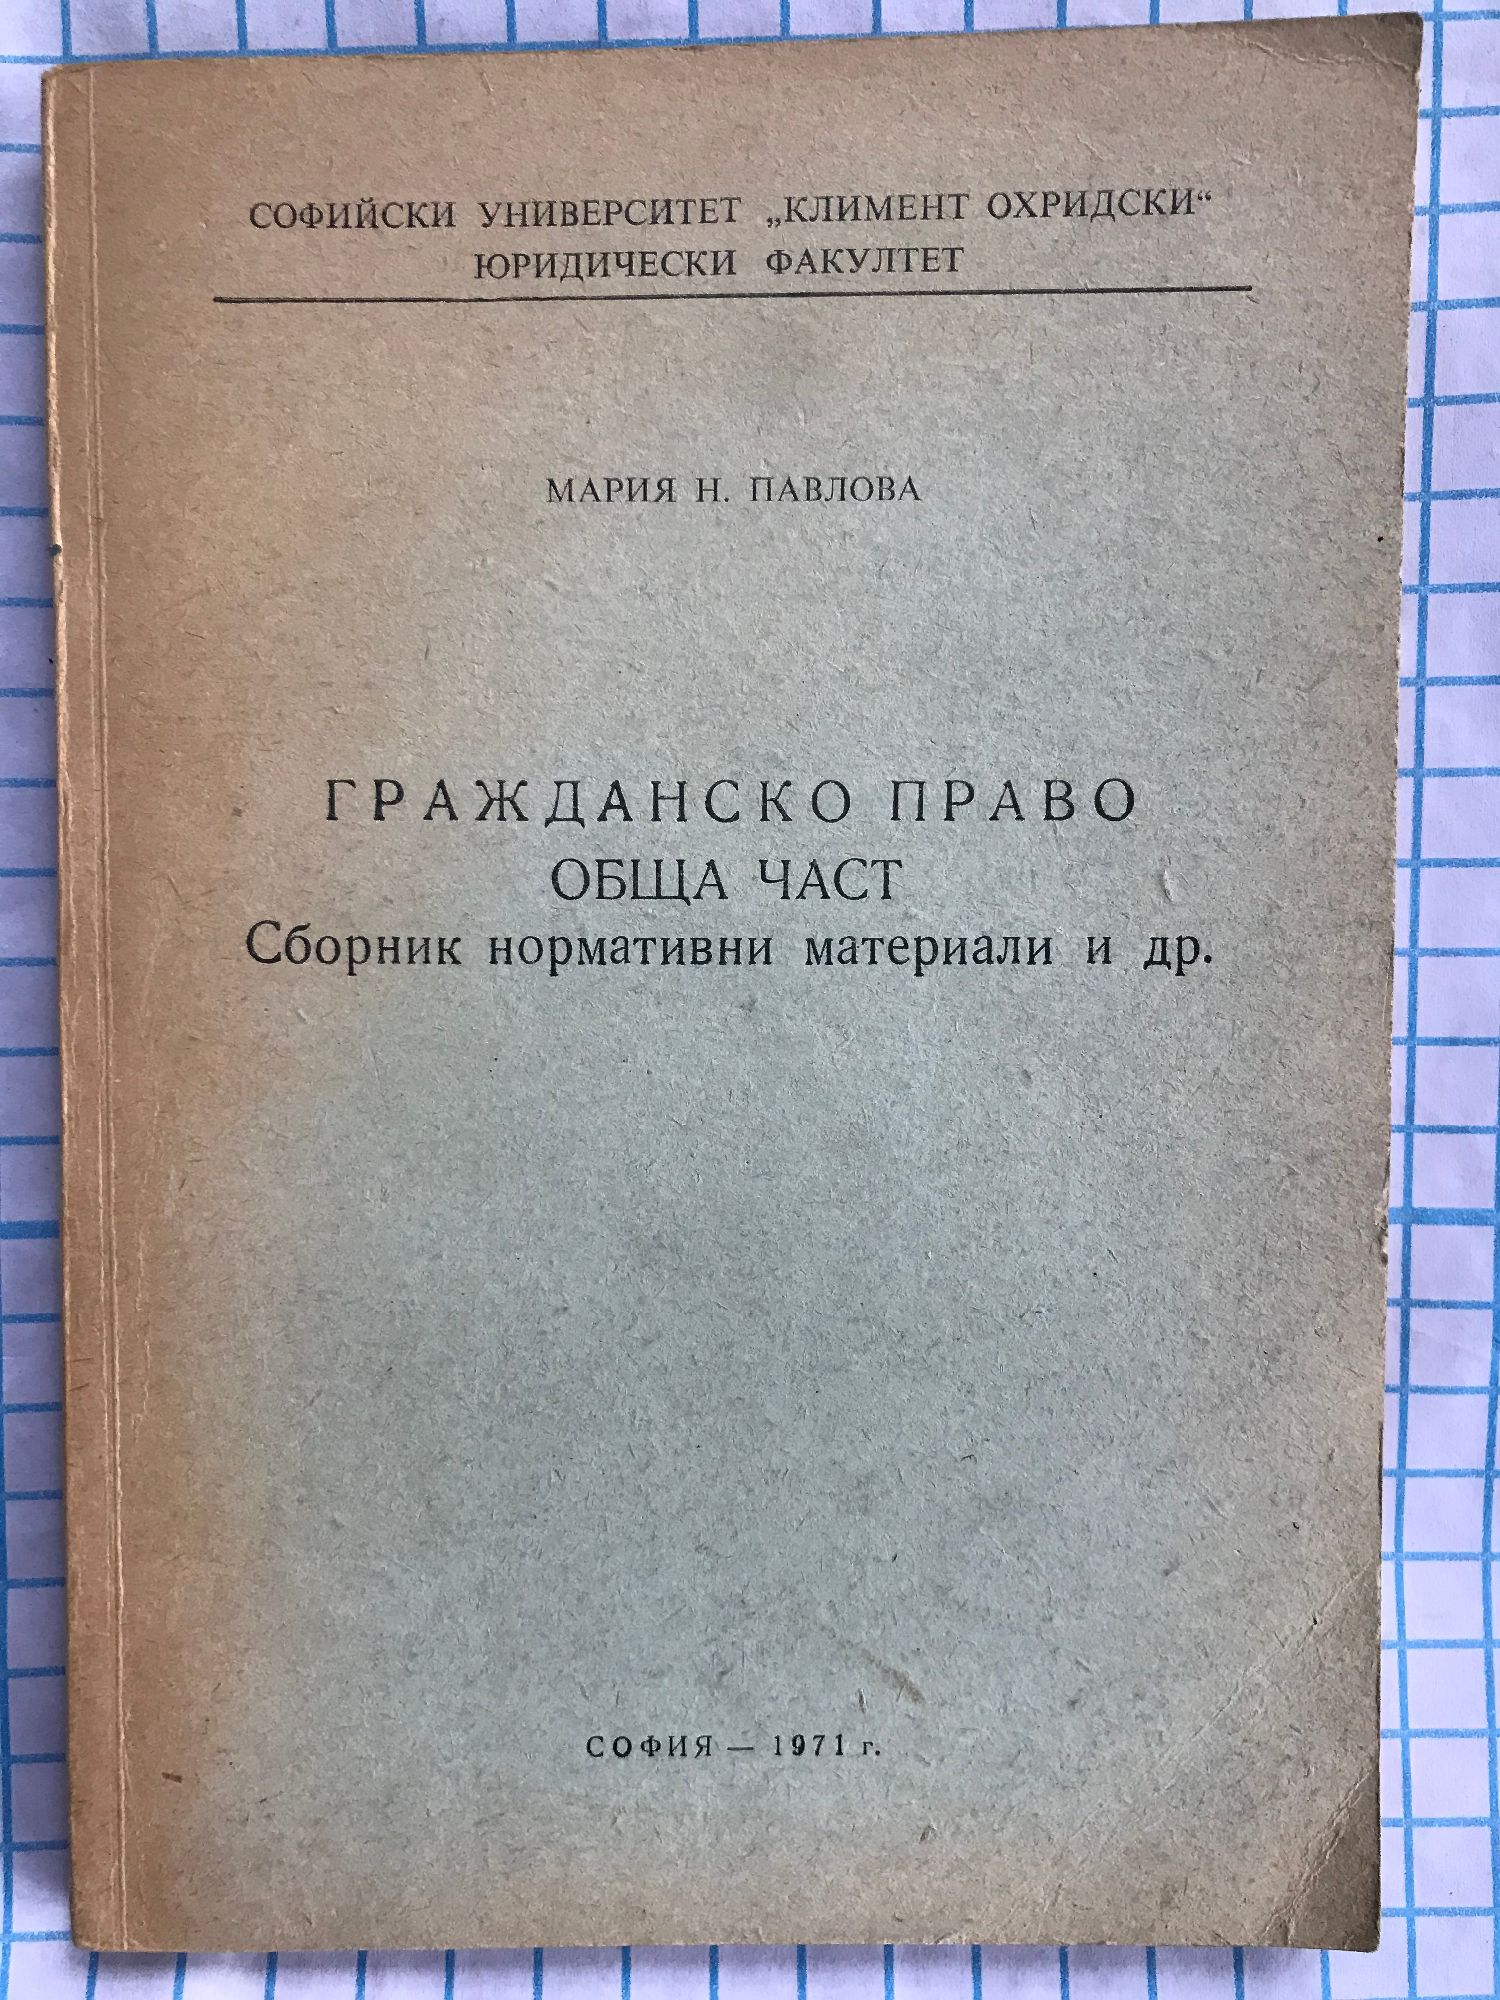 СОФИЙСКИ УНИВЕРСИТЕТ „КЛИМЕНТ ОХРИДСКИ“
ЮРИДИЧЕСКИ ФАКУЛТЕТ
МАРИЯ Н. ПАВЛОВА
ГРАЖДАНСКО ПРАВО
ОБЩА ЧАСТ
Сборник нормативни материали и др.
СОФИЯ — 1971 г.